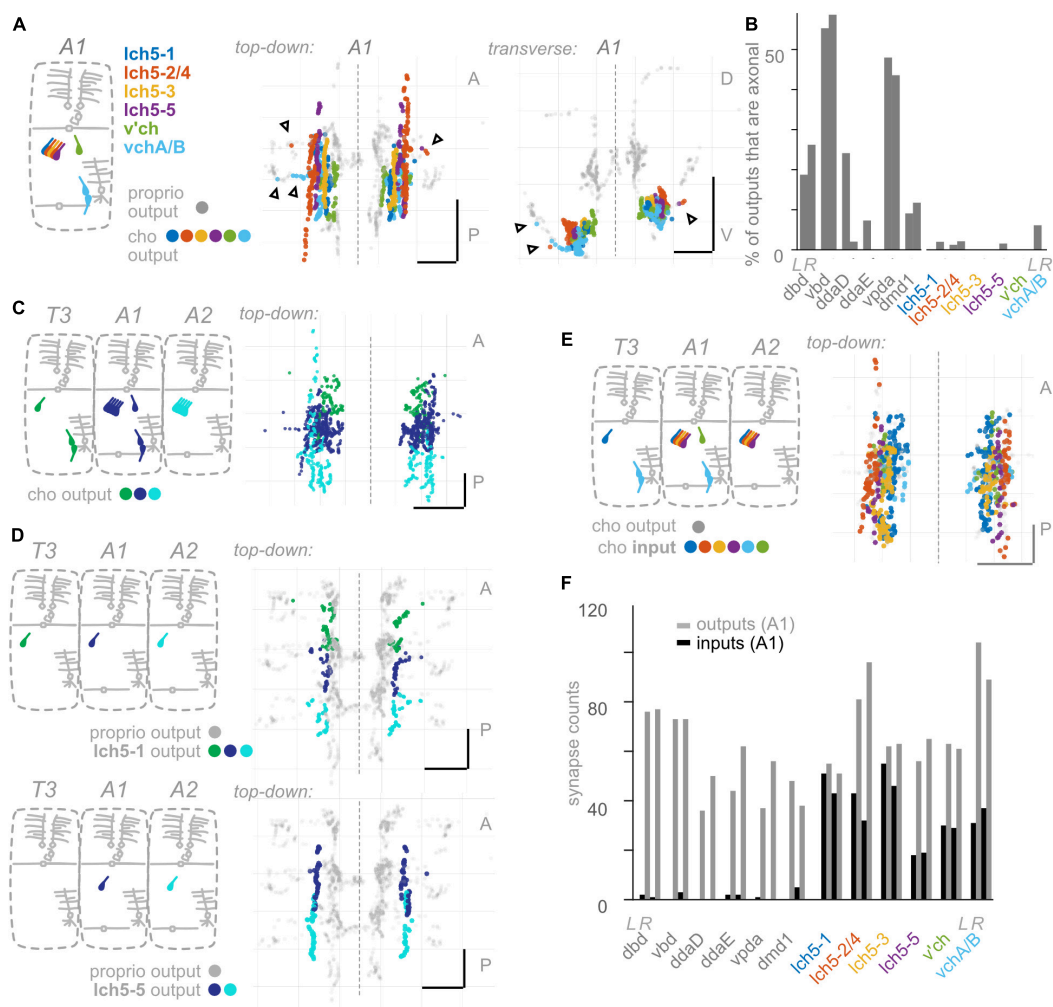 A
A1
lch5-1
lch5-2/4
lch5-3
lch5-5
v'ch
vchA/B
proprio
output
cho
output
top-down:
A1
A
P
transverse:
A1
D
V
B
% of outputs that are axonal
50
0
L R
dbd
vbd
ddaD
ddaE
vpda
dmd1
lch5-1
lch5-2/4
lch5-3
lch5-5
v'ch
L R
vchA/B
C
T3 A1 A2
cho output
top-down:
A
P
D
T3 A1 A2
proprio output
lch5-1 output
top-down:
A
P
T3 A1 A2
proprio output
lch5-5 output
top-down:
A
P
E
T3 A1 A2
cho output
cho input
top-down:
A
P
F
outputs (A1)
inputs (A1)
synapse counts
120
80
40
0
L R
dbd
vbd
ddaD
ddaE
vpda
dmd1
lch5-1
lch5-2/4
lch5-3
lch5-5
v'ch
L R
vchA/B